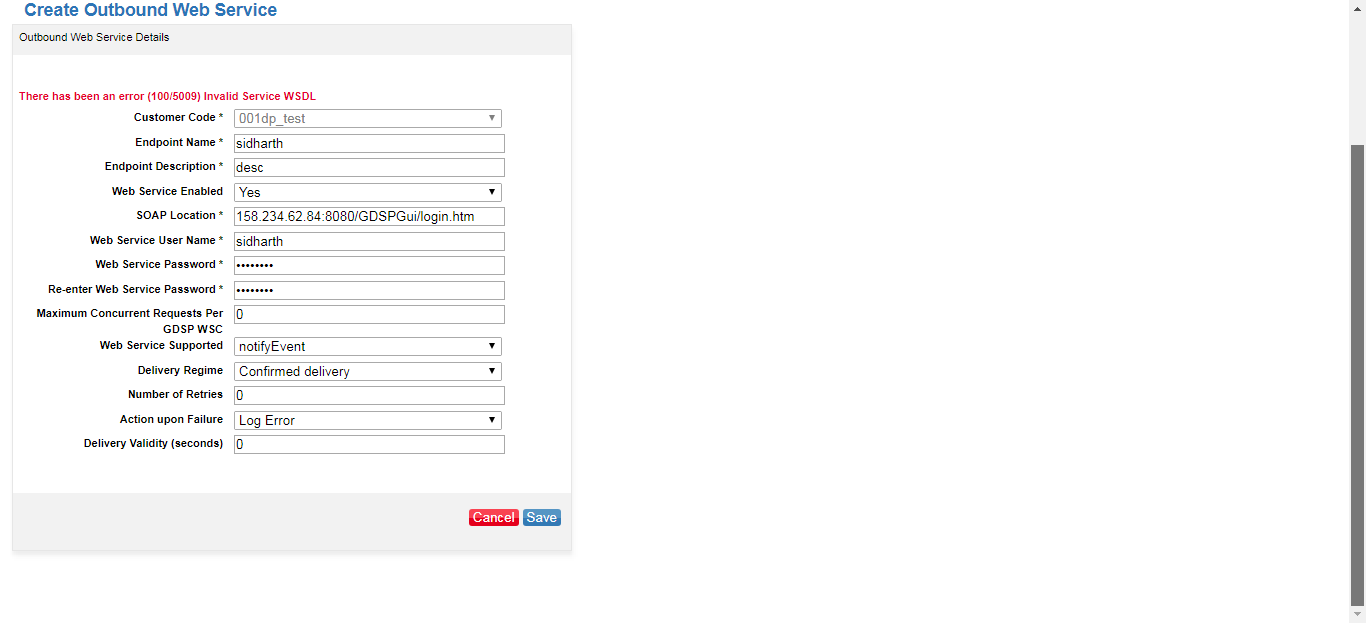 Create Outbound Web Service
Outbound Web Service Details
There has been an error (100/5009) Invalid Service WSDL
Customer Code * 001dp_test
Endpoint Name * sidharth
Endpoint Description * desc
Web Service Enabled Yes
SOAP Location * 158.234.62.84:8080/GDSPGui/login.htm
Web Service User Name * sidharth
Web Service Password * ••••••••
Re-enter Web Service Password * ••••••••
Maximum Concurrent Requests Per 0
GDSP WSC
Web Service Supported notifyEvent
Delivery Regime Confirmed delivery
Number of Retries 0
Action upon Failure Log Error
Delivery Validity (seconds) 0
Cancel Save